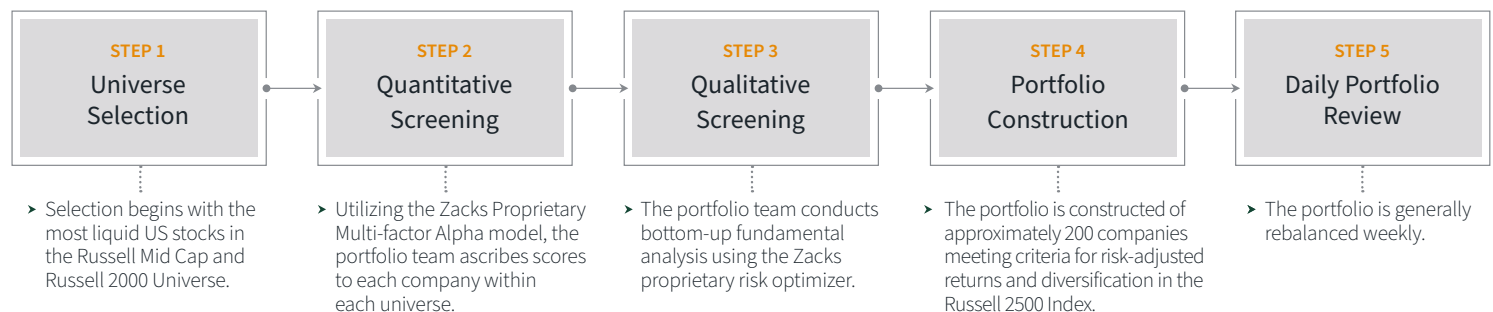 STEP 1
Universe
Selection
STEP 2
Quantitative
Screening
STEP 3
Qualitative
Screening
STEP 4
Portfolio
Construction
STEP 5
Daily Portfolio
Review
➤ Selection begins with the
most liquid US stocks in
the Russell Mid Cap and
Russell 2000 Universe.
➤ Utilizing the Zacks Proprietary
Multi-factor Alpha model, the
portfolio team ascribes scores
to each company within
each universe.
➤ The portfolio team conducts
bottom-up fundamental
analysis using the Zacks
proprietary risk optimizer.
➤ The portfolio is constructed of
approximately 200 companies
meeting criteria for risk-adjusted
returns and diversification in the
Russell 2500 Index.
➤ The portfolio is generally
rebalanced weekly.